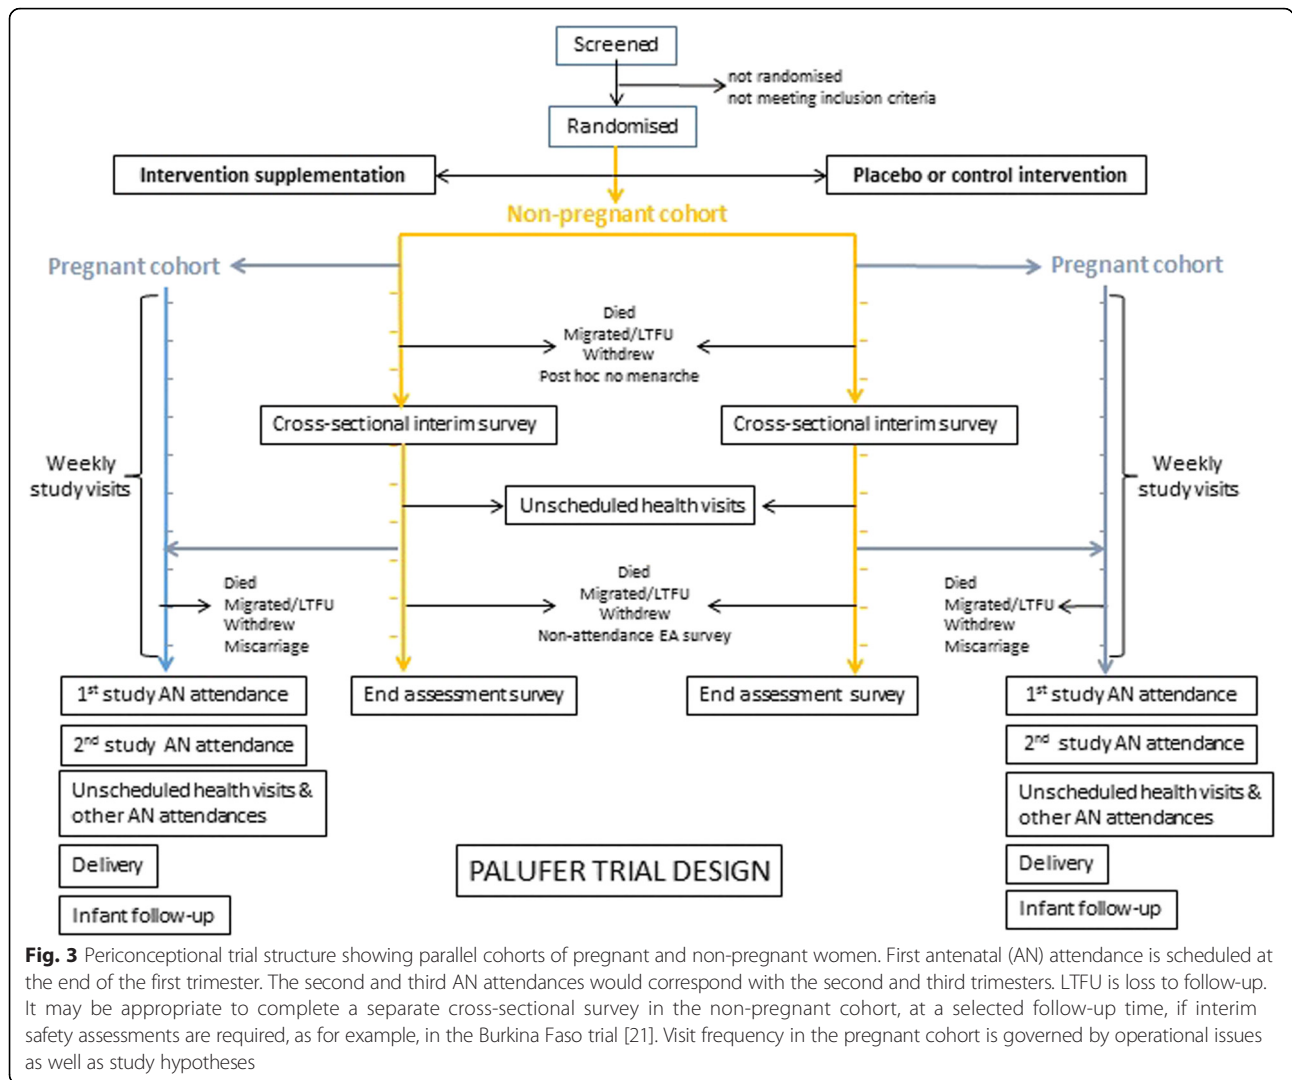 Screened
not randomised
not meeting inclusion criteria
Randomised
Intervention supplementation
Placebo or control intervention
Non-pregnant cohort
Pregnant cohort
Pregnant cohort
Died
Migrated/LTFU
Withdrew
Post hoc no menarche
Cross-sectional interim survey
Cross-sectional interim survey
Weekly
study visits
Weekly
study visits
Unscheduled health visits
Died
Migrated/LTFU
Withdrew
Miscarriage
Died
Migrated/LTFU
Withdrew
Non-attendance EA survey
Died
Migrated/LTFU
Withdrew
Miscarriage
1st study AN attendance
End assessment survey
End assessment survey
1st study AN attendance
2nd study AN attendance
2nd study AN attendance
Unscheduled health visits &
other AN attendances
Unscheduled health visits &
other AN attendances
Delivery
PALUFER TRIAL DESIGN
Delivery
Infant follow-up
Infant follow-up
Fig. 3 Periconceptional trial structure showing parallel cohorts of pregnant and non-pregnant women. First antenatal (AN) attendance is scheduled at
the end of the first trimester. The second and third AN attendances would correspond with the second and third trimesters. LTFU is loss to follow-up.
It may be appropriate to complete a separate cross-sectional survey in the non-pregnant cohort, at a selected follow-up time, if interim
safety assessments are required, as for example, in the Burkina Faso trial [21]. Visit frequency in the pregnant cohort is governed by operational issues
as well as study hypotheses